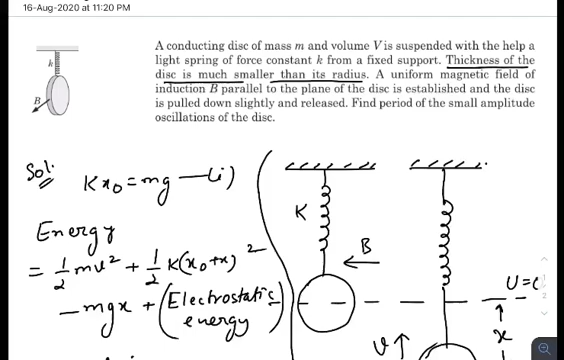 16-Aug-2020 at 11:20 PM
A conducting disc of mass m and volume V is suspended with the help a
light spring of force constant k from a fixed support. Thickness of the
disc is much smaller than its radius. A uniform magnetic field of
induction B parallel to the plane of the disc is established and the disc
is pulled down slightly and released. Find period of the small amplitude
oscillations of the disc.
k
B
Sol:
Kx₀ = mg —(i)
Energy
= 1/2 mv² + 1/2 K(x₀+x)²
- mgx + (Electrostatic
energy)
K
B
U=0
v↑
x